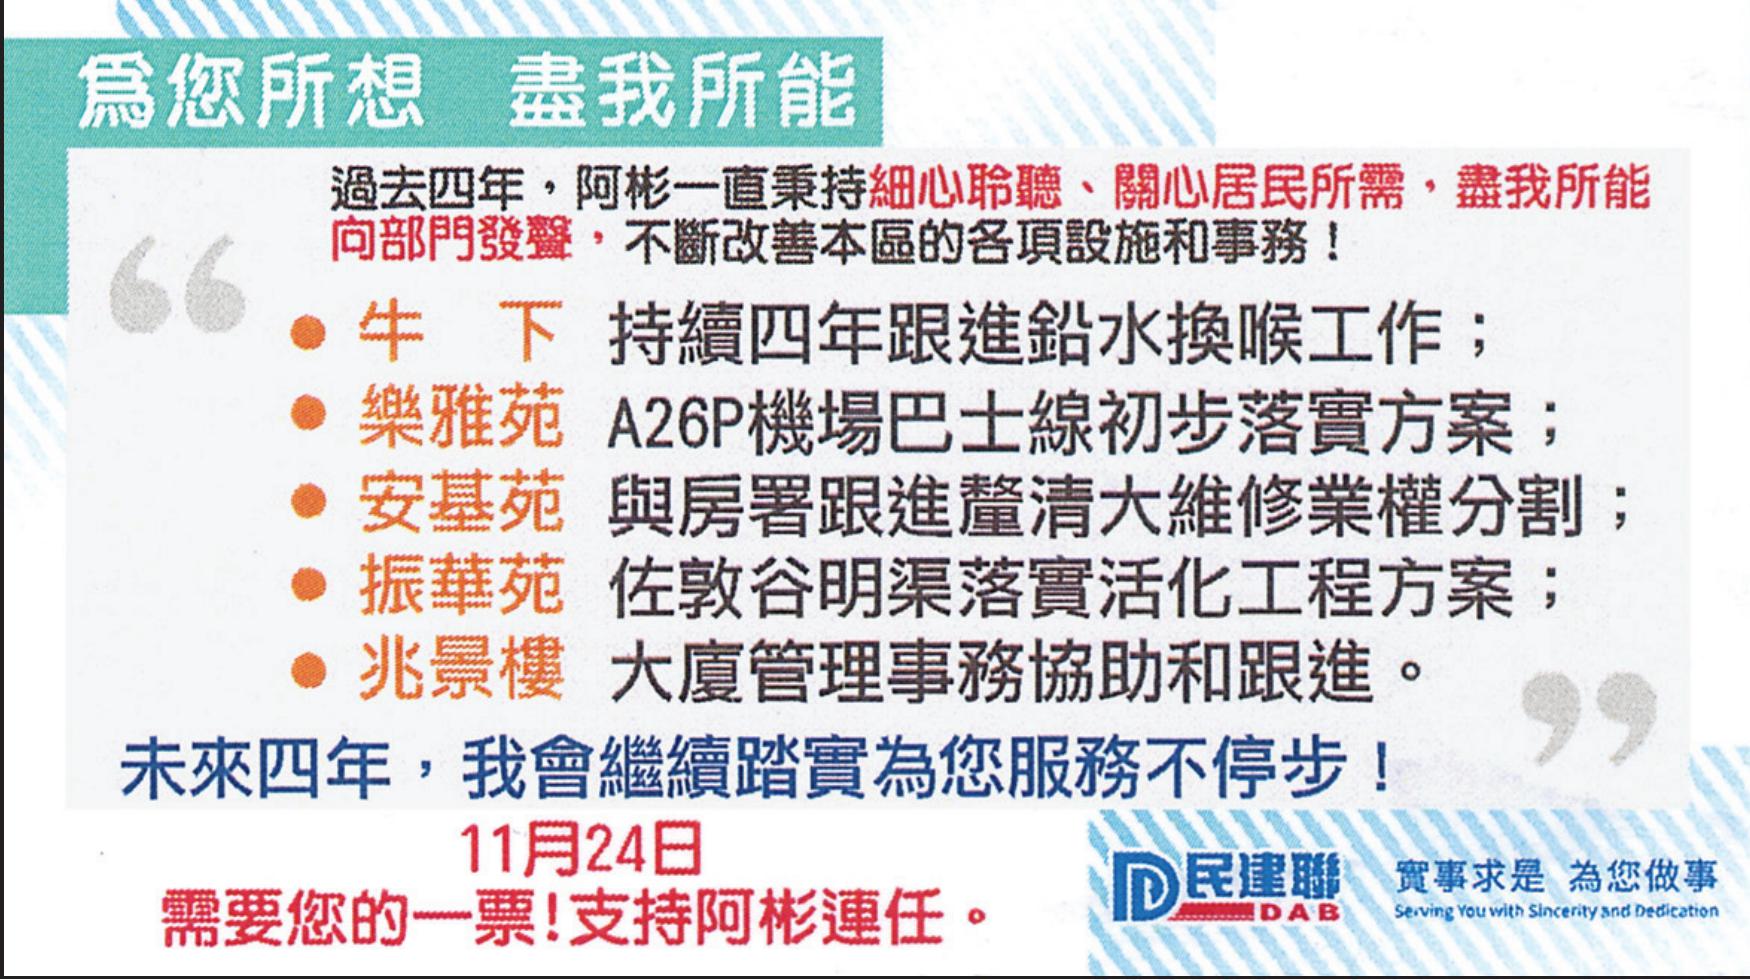 爲您所想　盡我所能
過去四年，阿彬一直秉持細心聆聽、關心居民所需，盡我所能
向部門發聲，不斷改善本區的各項設施和事務！
牛　下　持續四年跟進鉛水換喉工作；
樂雅苑　A26P機場巴士線初步落實方案；
安基苑　與房署跟進釐清大維修業權分割；
振華苑　佐敦谷明渠落實活化工程方案；
兆景樓　大廈管理事務協助和跟進。
未來四年，我會繼續踏實為您服務不停步！
11月24日
需要您的一票！支持阿彬連任。
民建聯
DAB
實事求是　為您做事
Serving You with Sincerity and Dedication